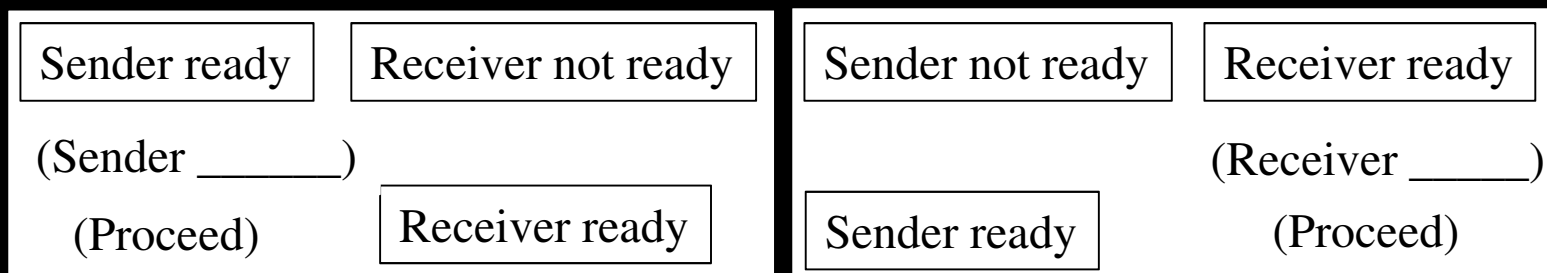 Sender ready
Receiver not ready
(Sender ______)
(Proceed)
Receiver ready
Sender not ready
Receiver ready
(Receiver _____)
Sender ready
(Proceed)